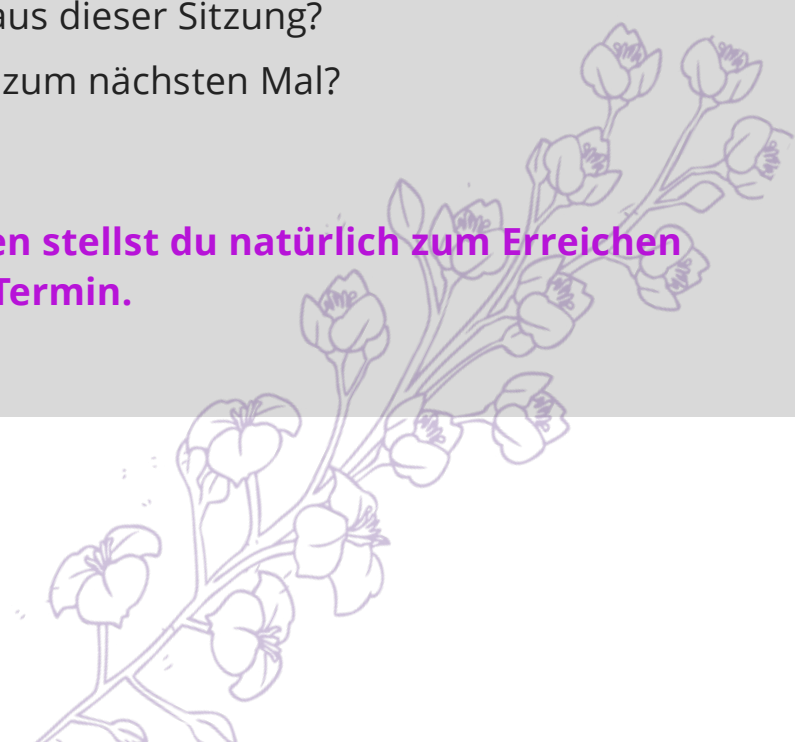 aus dieser Sitzung?
zum nächsten Mal?
en stellst du natürlich zum Erreichen
Termin.